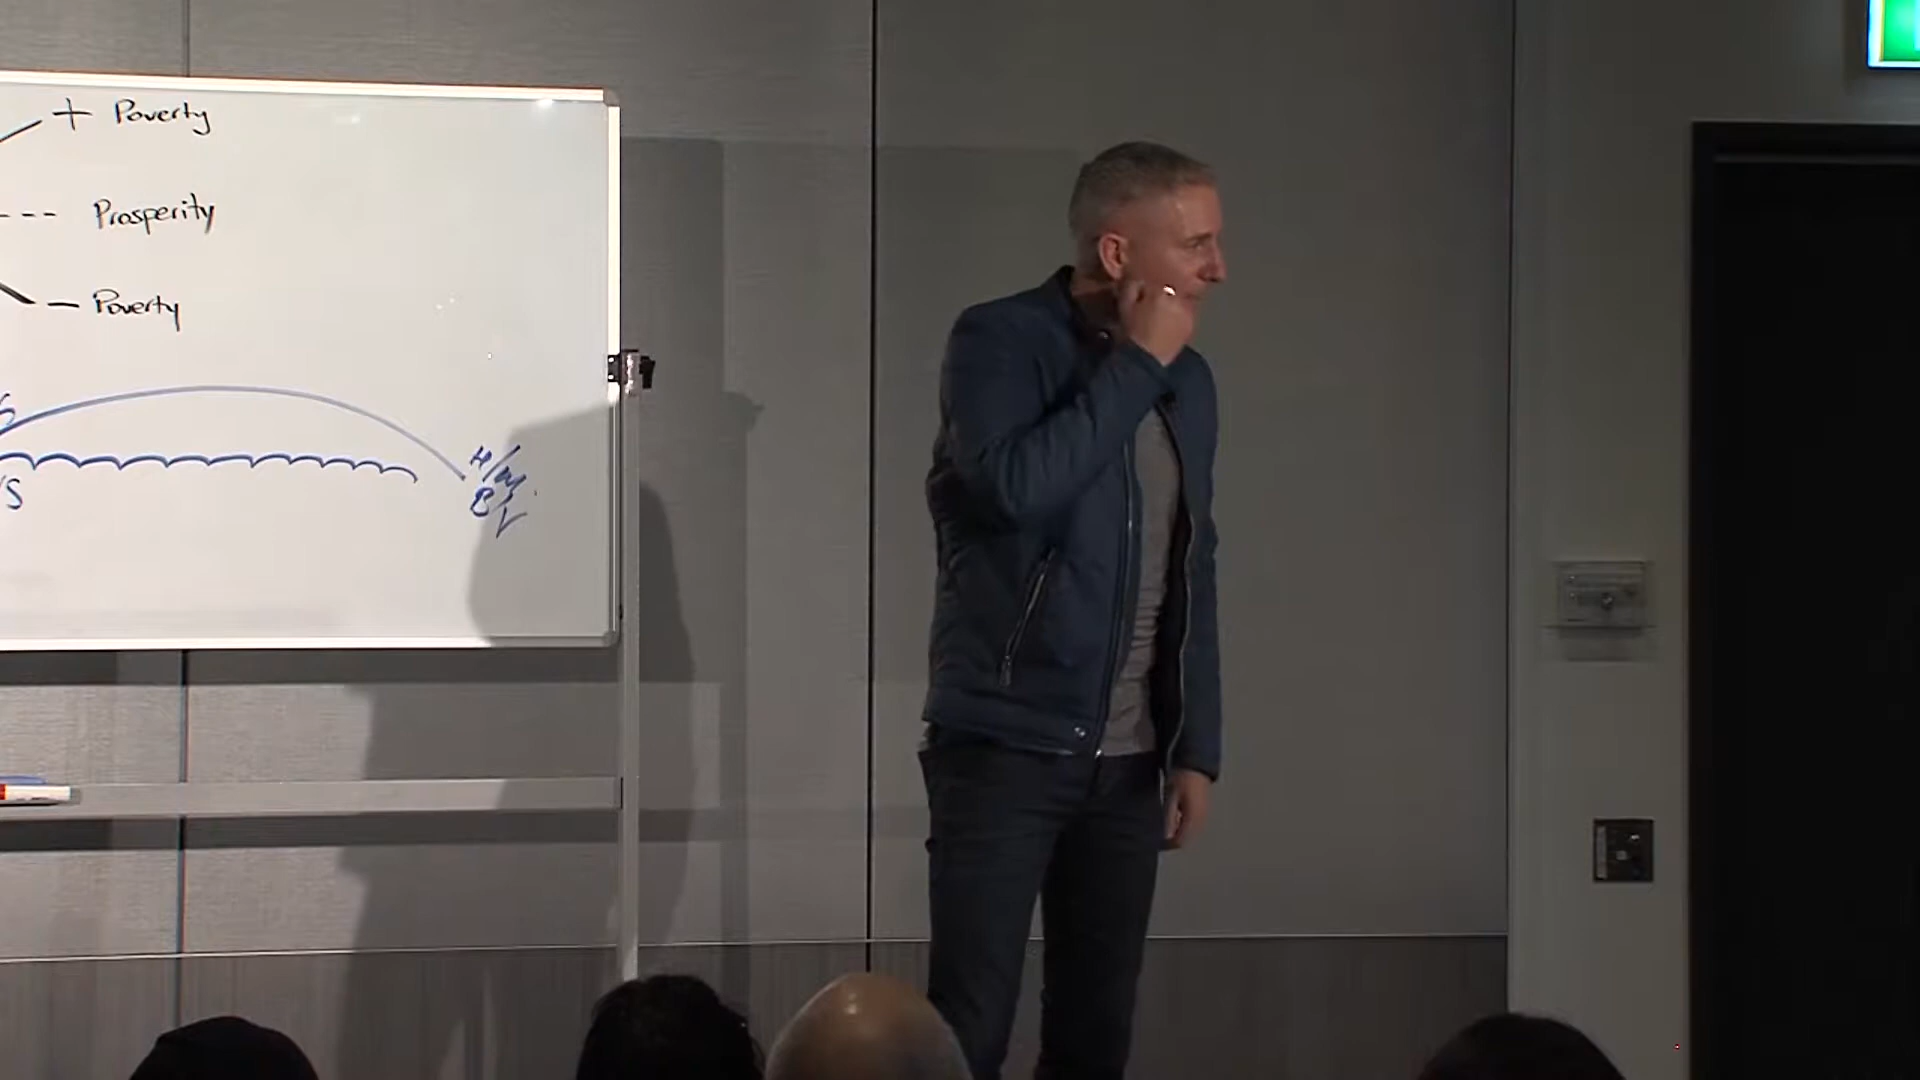 + Poverty
--- Prosperity
– Poverty
/S
H/M
B/V